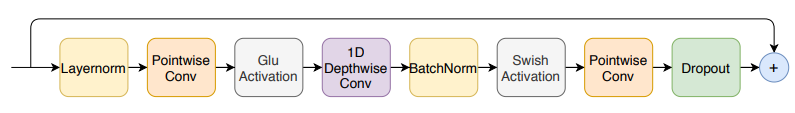 Layernorm
Pointwise
Conv
Glu
Activation
1D
Depthwise
Conv
BatchNorm
Swish
Activation
Pointwise
Conv
Dropout
+